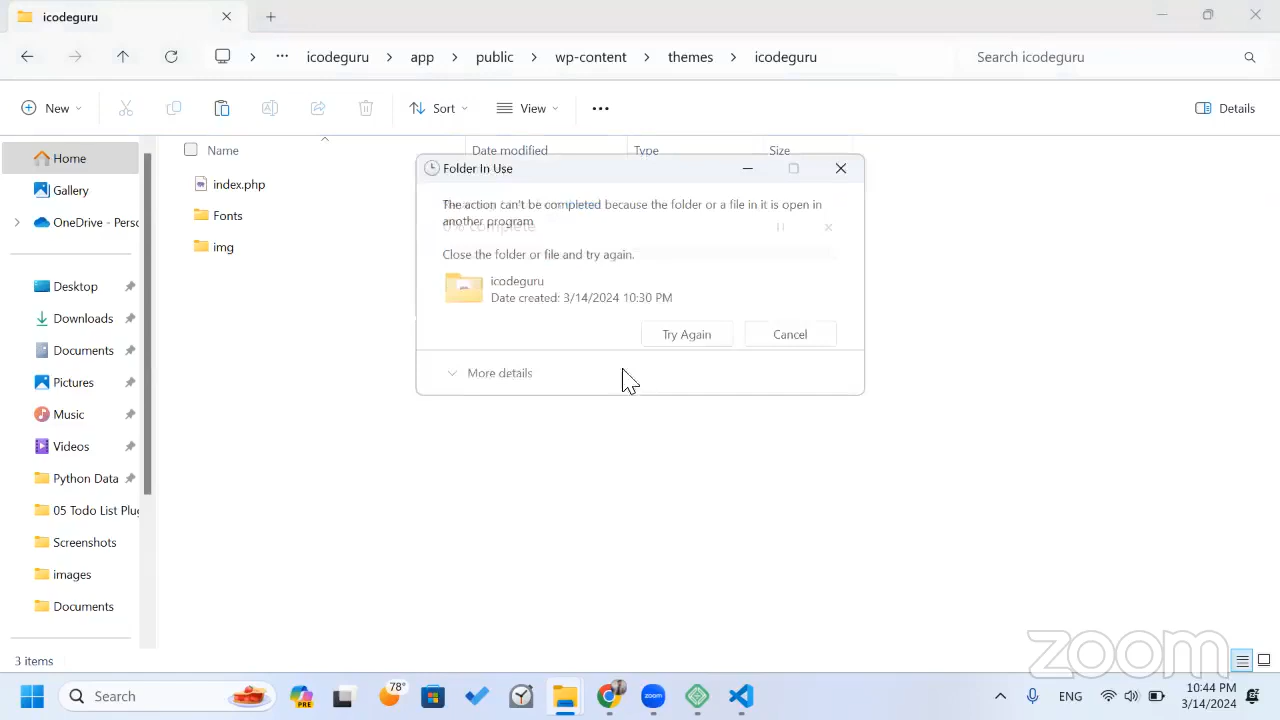 icodeguru
icodeguru
app
public
wp-content
themes
icodeguru
Search icodeguru
New
Sort
View
Details
Home
Gallery
OneDrive - Perso
Desktop
Downloads
Documents
Pictures
Music
Videos
Python Data
05 Todo List Plug
Screenshots
images
Documents
Name
Date modified
Type
Size
index.php
Fonts
img
Folder In Use
The action can't be completed because the folder or a file in it is open in
another program.
complete
Close the folder or file and try again.
icodeguru
Date created: 3/14/2024 10:30 PM
Try Again
Cancel
More details
3 items
zoom
Search
PRE
78°
zoom
ENG
10:44 PM
3/14/2024